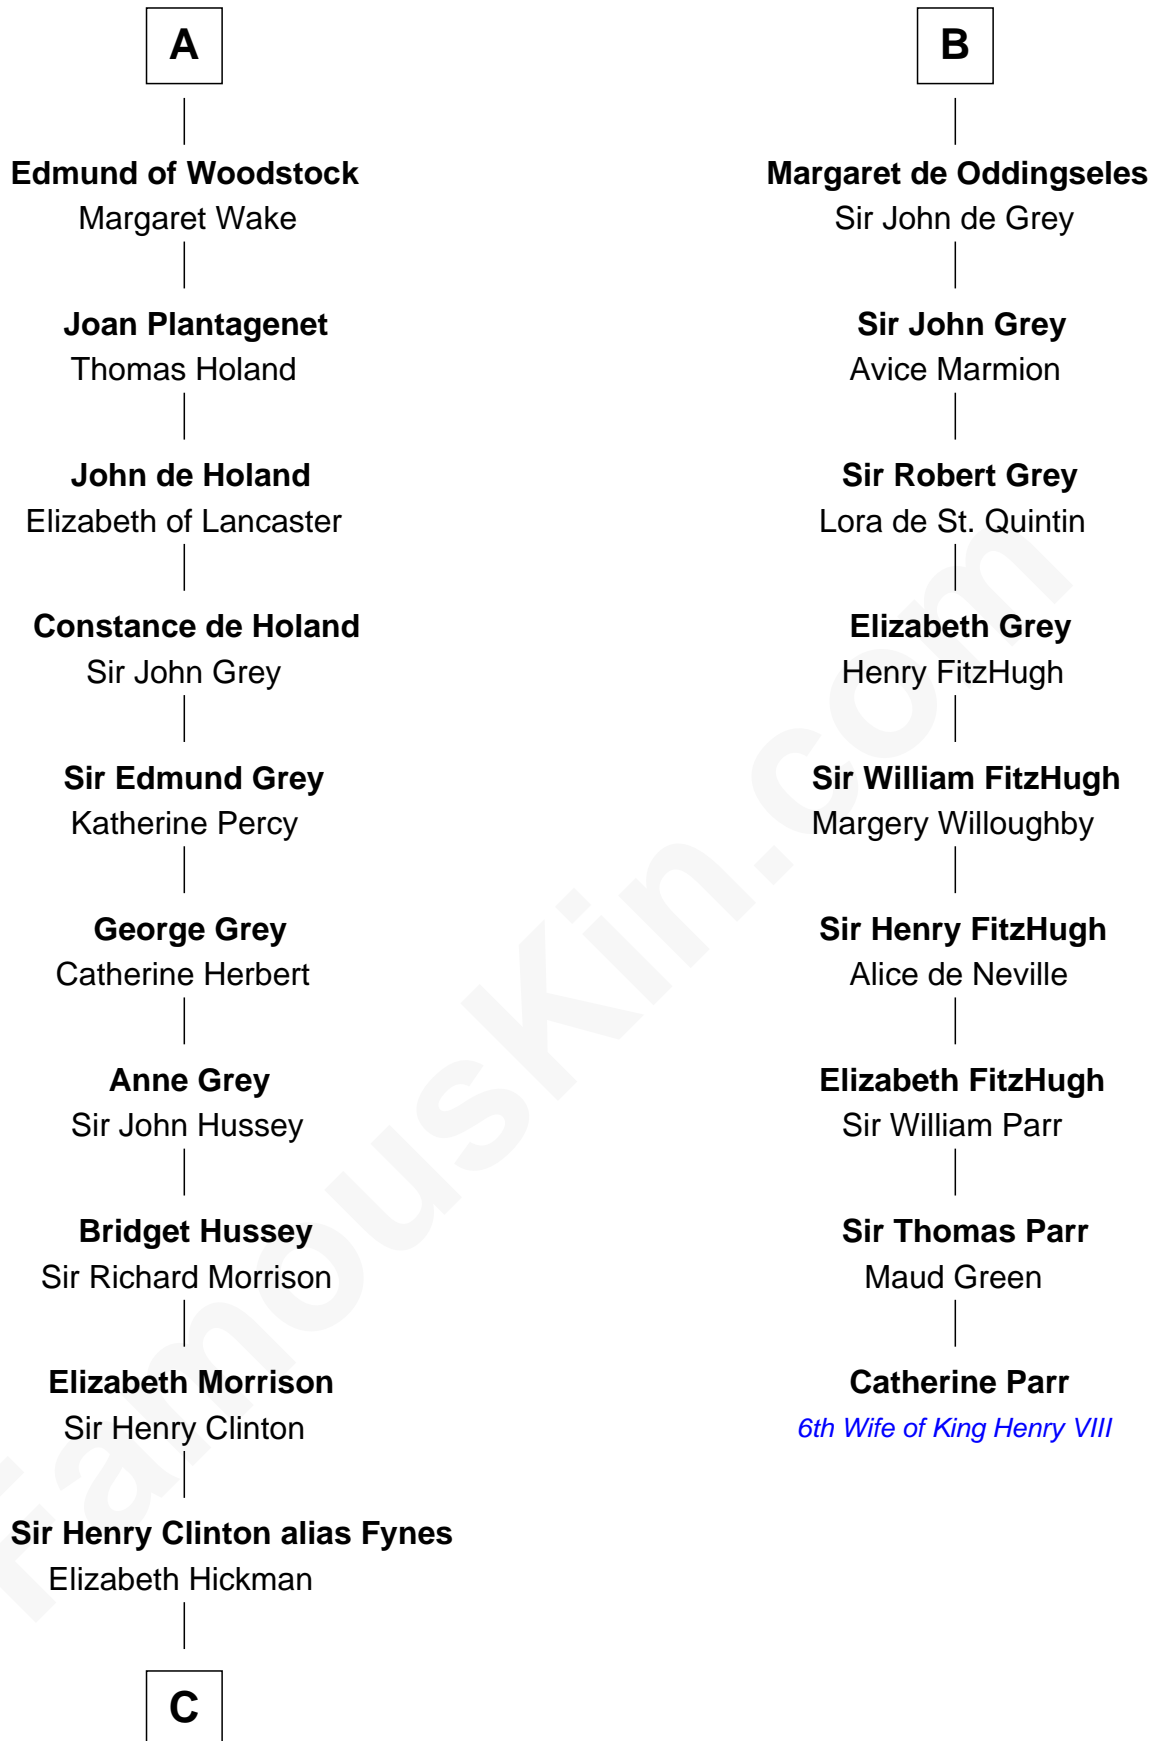 A
Edmund of Woodstock
Margaret Wake
Joan Plantagenet
Thomas Holand
John de Holand
Elizabeth of Lancaster
Constance de Holand
Sir John Grey
Sir Edmund Grey
Katherine Percy
George Grey
Catherine Herbert
Anne Grey
Sir John Hussey
Bridget Hussey
Sir Richard Morrison
Elizabeth Morrison
Sir Henry Clinton
Sir Henry Clinton alias Fynes
Elizabeth Hickman
C
B
Margaret de Oddingseles
Sir John de Grey
Sir John Grey
Avice Marmion
Sir Robert Grey
Lora de St. Quintin
Elizabeth Grey
Henry FitzHugh
Sir William FitzHugh
Margery Willoughby
Sir Henry FitzHugh
Alice de Neville
Elizabeth FitzHugh
Sir William Parr
Sir Thomas Parr
Maud Green
Catherine Parr
6th Wife of King Henry VIII
FamousKin.com